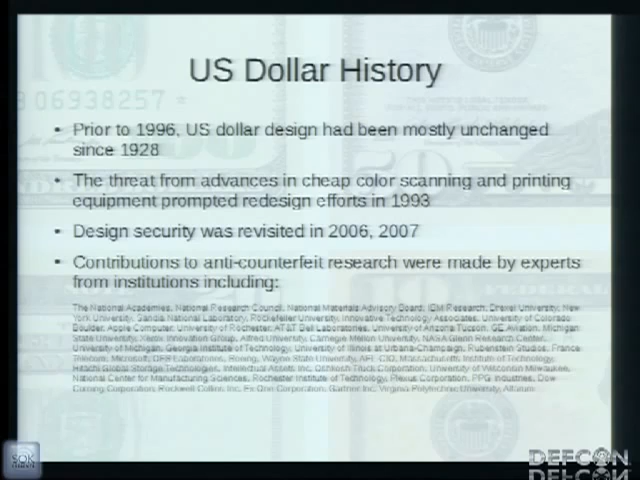 US Dollar History
06938257 *
• Prior to 1996, US dollar design had been mostly unchanged
since 1928
• The threat from advances in cheap color scanning and printing
equipment prompted redesign efforts in 1993
• Design security was revisited in 2006, 2007
• Contributions to anti-counterfeit research were made by experts
from institutions including:
The National Academies, National Research Council, National Materials Advisory Board, IBM Research, Drexel University, New
York University, Sandia National Laboratory, Rockefeller University, Innovative Technology Associates, University of Colorado
Boulder, Apple Computer, University of Rochester, AT&T Bell Laboratories, University of Arizona Tucson, GE Aviation, Michigan
State University, Xerox Innovation Group, Alfred University, Carnegie Mellon University, NASA Glenn Research Center,
University of Michigan, Georgia Institute of Technology, University of Illinois at Urbana-Champaign, Rubenstein Studios, France
Telecom, Microsoft, Laboratories, Boeing, Wayne State University, AFL-CIO, Massachusetts Institute of Technology,
Hitachi Global Storage Technologies, Intellectual Assets Inc, Oshkosh Truck Corporation, University of Wisconsin Milwaukee,
National Center for Manufacturing Sciences, Rochester Institute of Technology, Plexus Corporation, PPG Industries, Dow
Corning Corporation, Rockwell Collins Inc, Corporation, Gartner Inc, Virginia Polytechnic University,
SOK
DEFCON